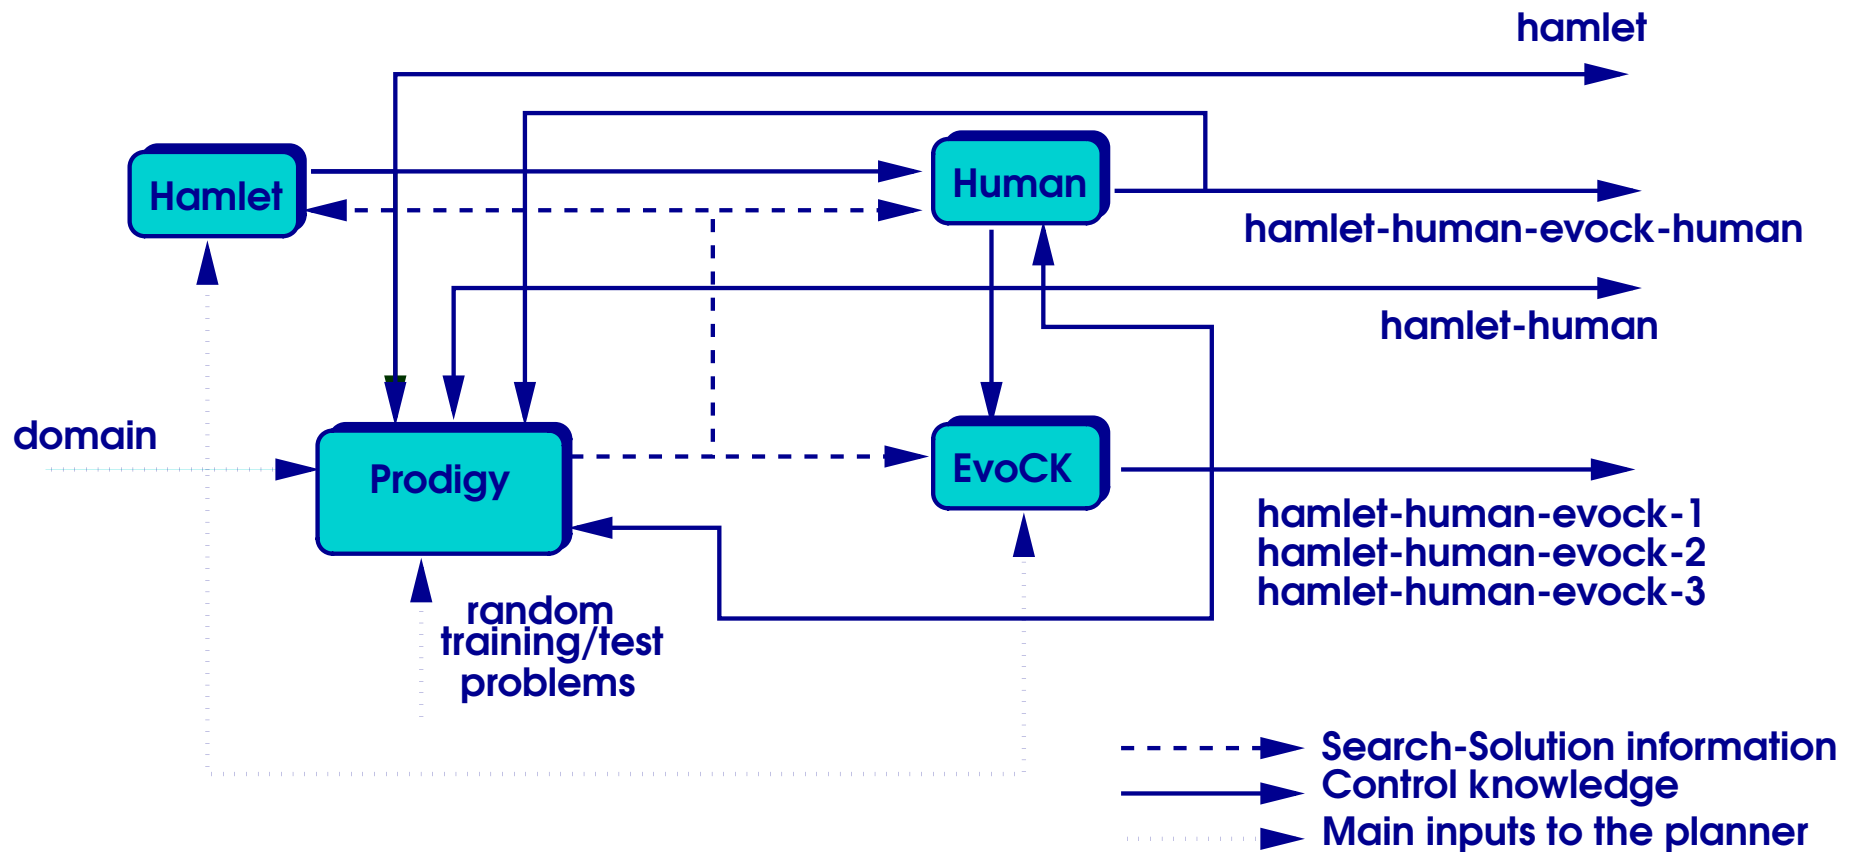 hamlet
Hamlet
Human
hamlet-human-evock-human
hamlet-human
domain
Prodigy
EvoCK
hamlet-human-evock-1
hamlet-human-evock-2
hamlet-human-evock-3
random
training/test
problems
Search-Solution information
Control knowledge
Main inputs to the planner